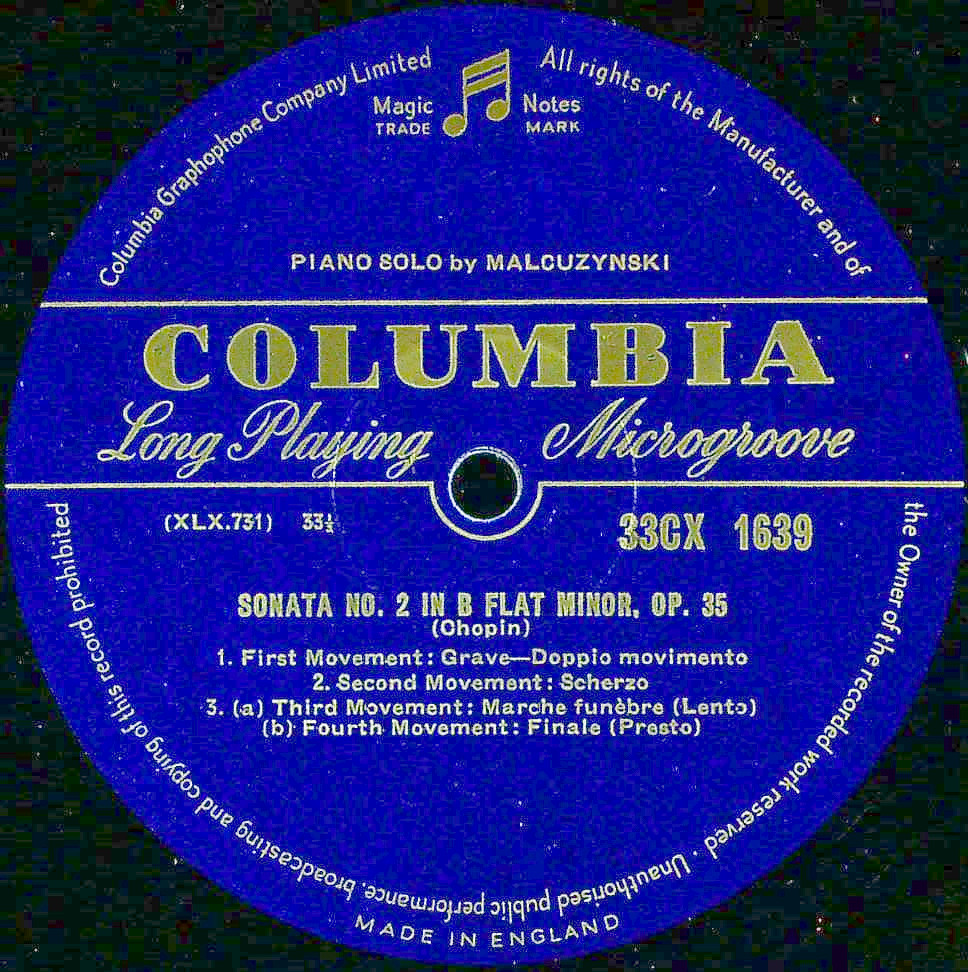 Columbia Graphophone Company Limited
All rights of the Manufacturer and of
the Owner of the recorded work reserved · Unauthorised public performance, broadcasting and copying of this record prohibited
Magic Notes
TRADE MARK
PIANO SOLO by MALCUZYNSKI
COLUMBIA
Long Playing Microgroove
(XLX.731) 33⅓
33CX 1639
SONATA NO. 2 IN B FLAT MINOR, OP. 35
(Chopin)
1. First Movement: Grave—Doppio movimento
2. Second Movement: Scherzo
3. (a) Third Movement: Marche funèbre (Lento)
(b) Fourth Movement: Finale (Presto)
MADE IN ENGLAND